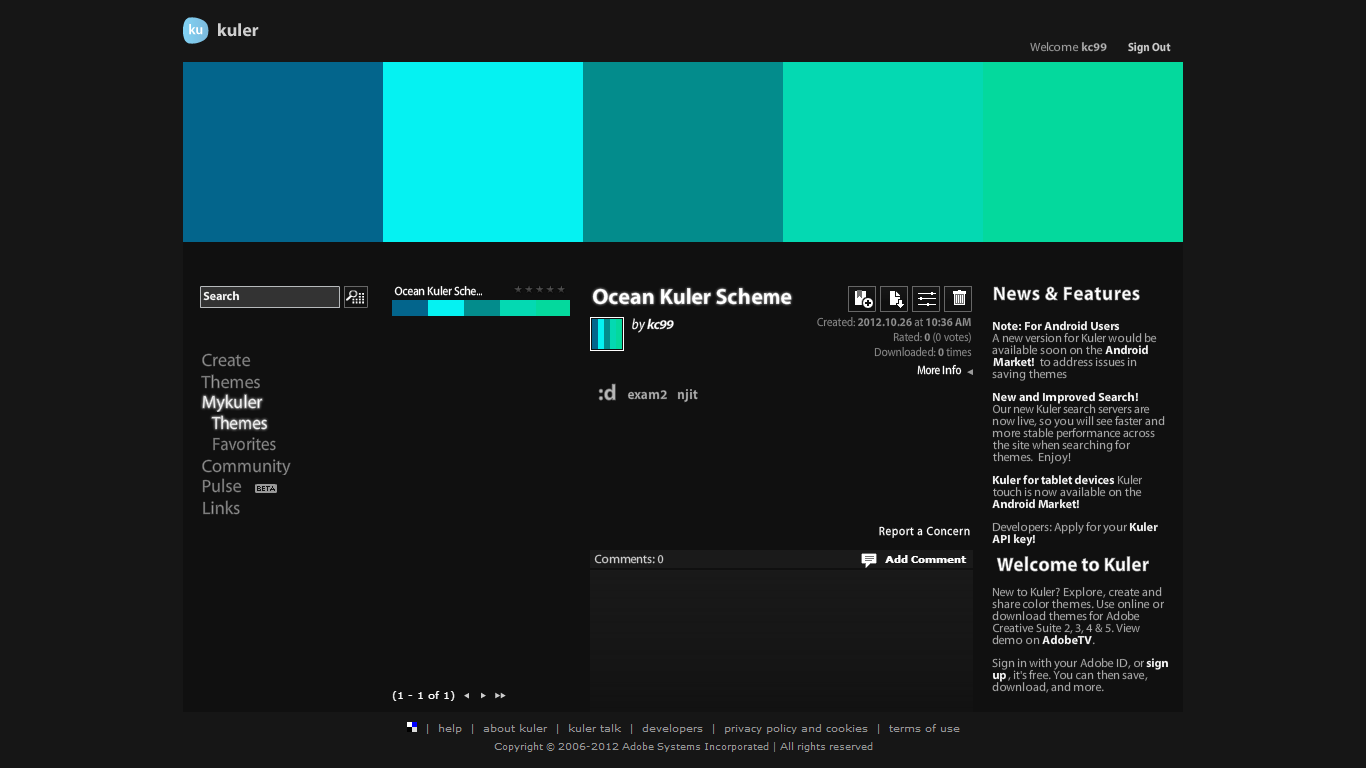 ku kuler
Welcome kc99 Sign Out
Search
Create
Themes
Mykuler
Themes
Favorites
Community
Pulse BETA
Links
Ocean Kuler Sche...
(1 - 1 of 1)
Ocean Kuler Scheme
by kc99
Created: 2012.10.26 at 10:36 AM
Rated: 0 (0 votes)
Downloaded: 0 times
More Info
:d exam2 njit
Report a Concern
Comments: 0 Add Comment
News & Features
Note: For Android Users
A new version for Kuler would be
available soon on the Android
Market! to address issues in
saving themes
New and Improved Search!
Our new Kuler search servers are
now live, so you will see faster and
more stable performance across
the site when searching for
themes. Enjoy!
Kuler for tablet devices Kuler
touch is now available on the
Android Market!
Developers: Apply for your Kuler
API key!
Welcome to Kuler
New to Kuler? Explore, create and
share color themes. Use online or
download themes for Adobe
Creative Suite 2, 3, 4 & 5. View
demo on AdobeTV.
Sign in with your Adobe ID, or sign
up, it's free. You can then save,
download, and more.
| help | about kuler | kuler talk | developers | privacy policy and cookies | terms of use
Copyright © 2006-2012 Adobe Systems Incorporated | All rights reserved